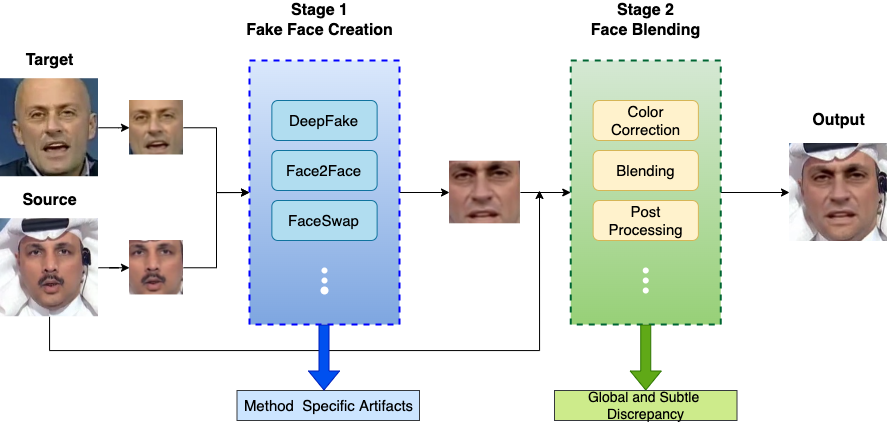 Stage 1
Fake Face Creation
Stage 2
Face Blending
Target
Source
DeepFake
Face2Face
FaceSwap
Color
Correction
Blending
Post
Processing
Output
Method Specific Artifacts
Global and Subtle
Discrepancy